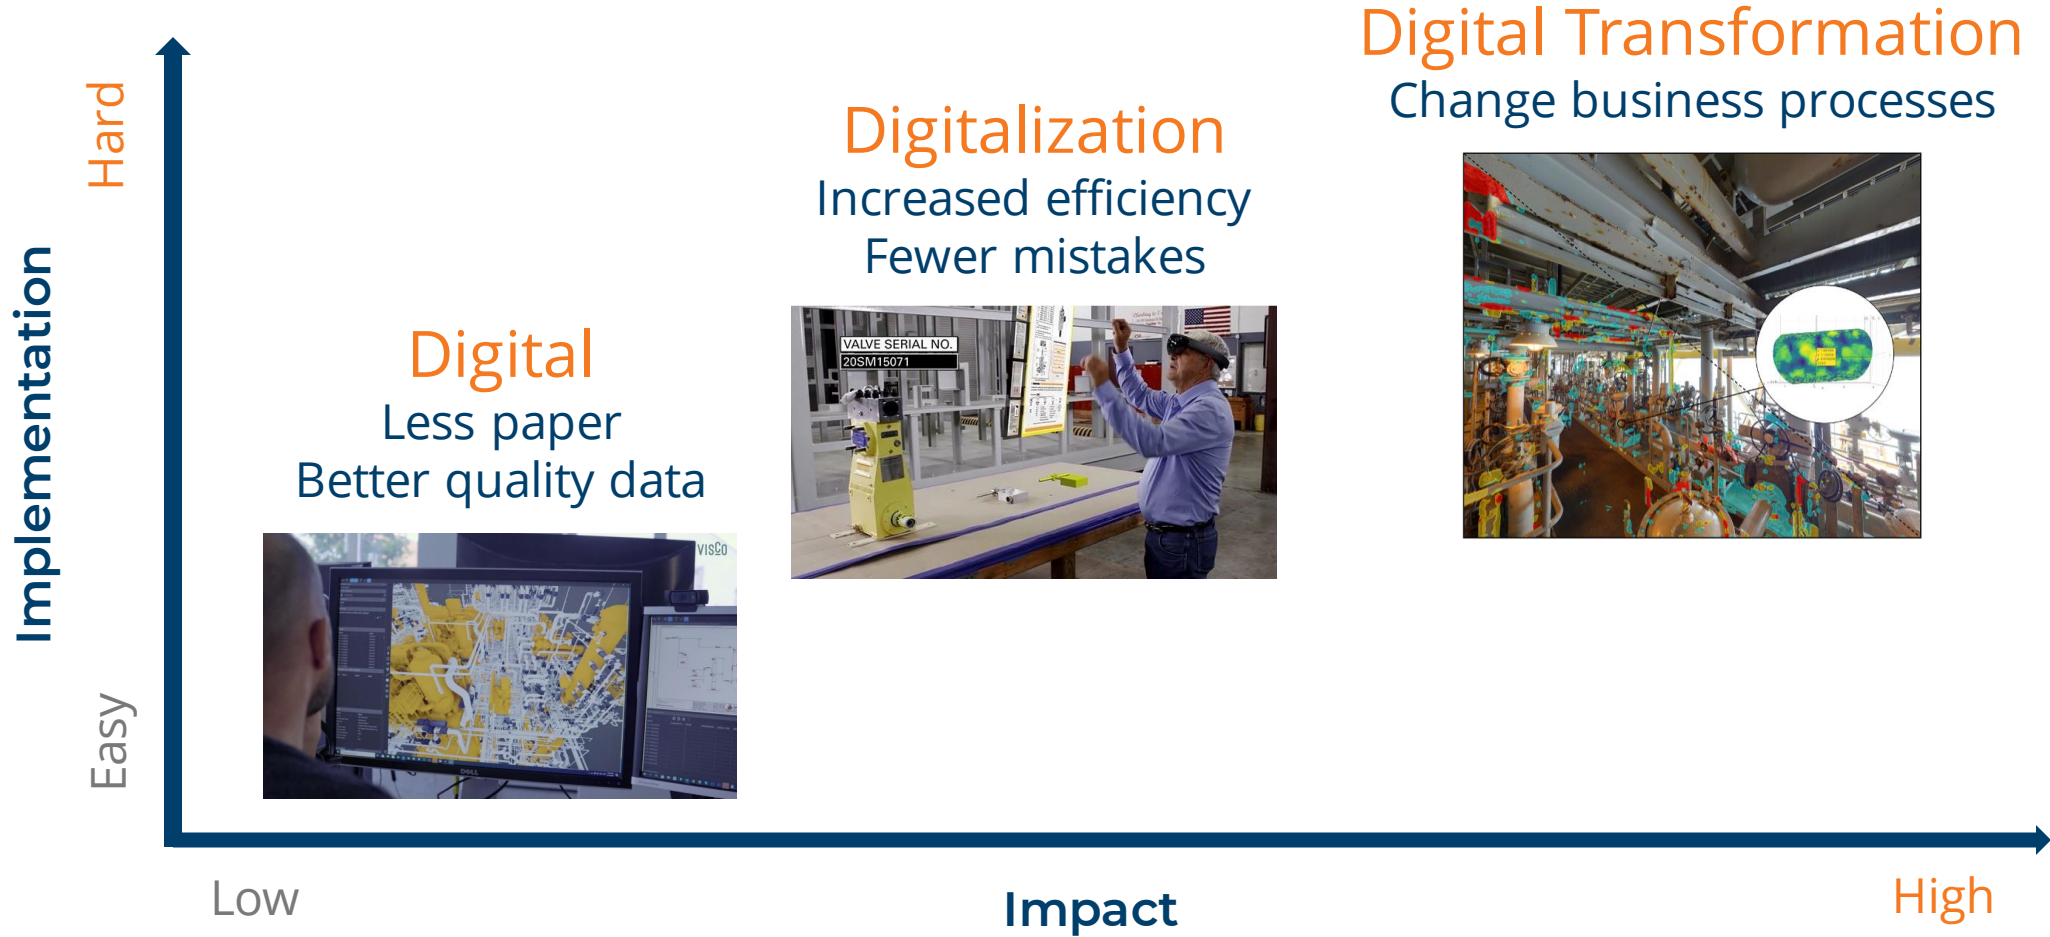 Digital Transformation
Change business processes
Digitalization
Increased efficiency
Fewer mistakes
VALVE SERIAL NO.
20SM15071
Digital
Less paper
Better quality data
VISCO
DELL
Implementation
Hard
Easy
Low
Impact
High